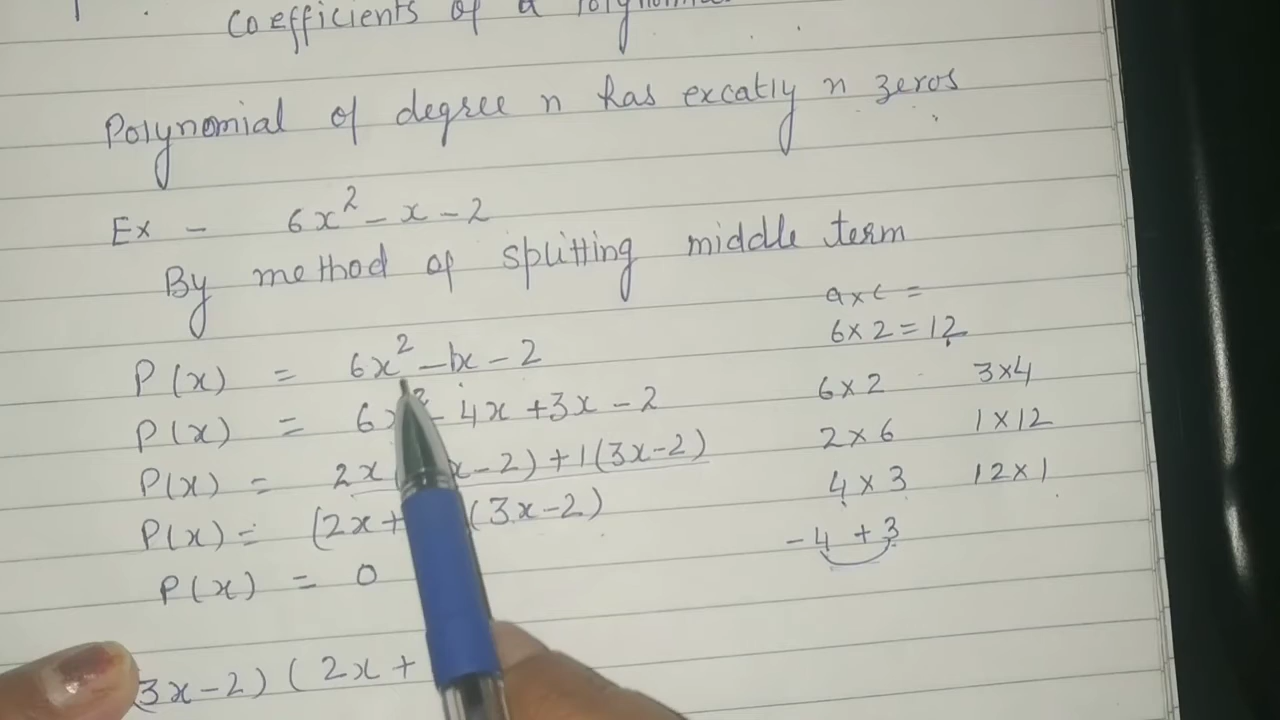 Coefficients of a
Polynomial of degree n has excatly n zeros
Ex - 6x² - x - 2
By method of splitting middle term
a x c =
6 x 2 = 12
P(x) = 6x² - 1x - 2
6 x 2 3 x 4
P(x) = 6x² - 4x + 3x - 2
2 x 6 1 x 12
P(x) = 2x ( x - 2) + 1(3x - 2)
4 x 3 12 x 1
P(x) = (2x + (3x - 2)
- 4 + 3
P(x) = 0
(3x - 2) ( 2x +